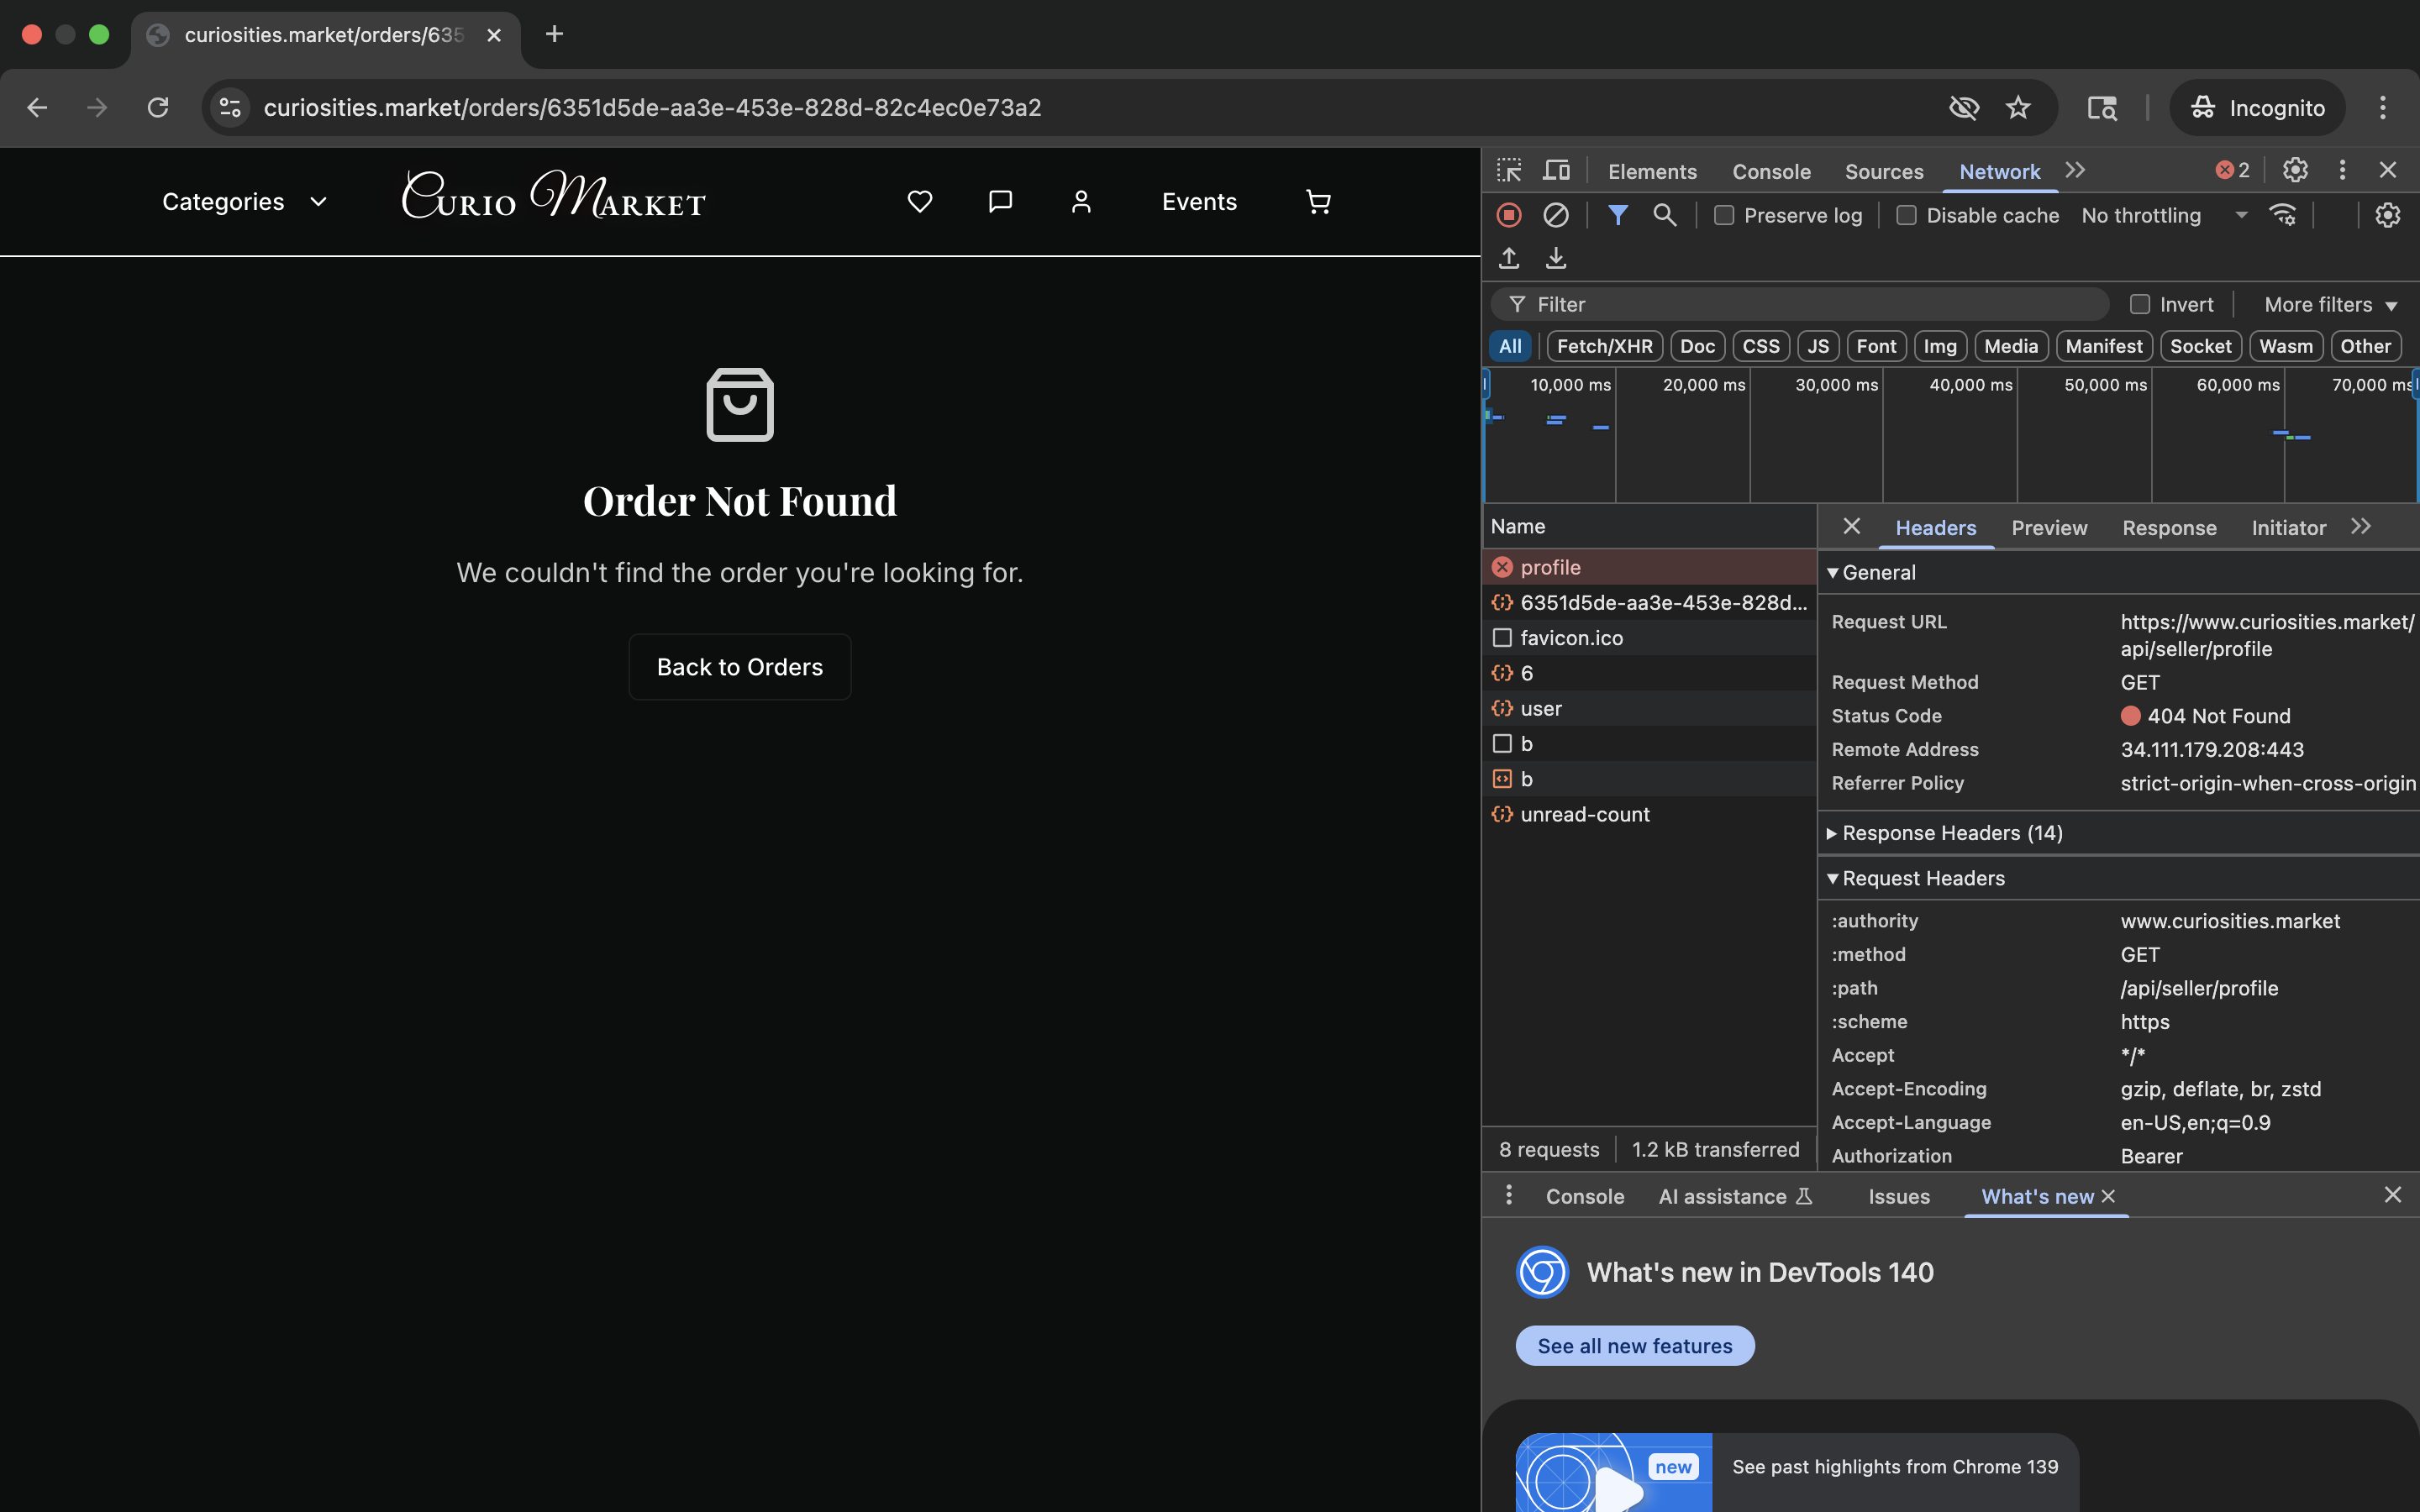 curiosities.market/orders/635
curiosities.market/orders/6351d5de-aa3e-453e-828d-82c4ec0e73a2
Incognito
Categories
Curio Market
Events
Order Not Found
We couldn't find the order you're looking for.
Back to Orders
Elements Console Sources Network 2
Preserve log Disable cache No throttling
Filter Invert More filters
All Fetch/XHR Doc CSS JS Font Img Media Manifest Socket Wasm Other
10,000 ms 20,000 ms 30,000 ms 40,000 ms 50,000 ms 60,000 ms 70,000 ms
Name
profile
6351d5de-aa3e-453e-828d...
favicon.ico
6
user
b
b
unread-count
8 requests 1.2 kB transferred
Headers Preview Response Initiator
General
Request URL https://www.curiosities.market/
api/seller/profile
Request Method GET
Status Code 404 Not Found
Remote Address 34.111.179.208:443
Referrer Policy strict-origin-when-cross-origin
Response Headers (14)
Request Headers
:authority www.curiosities.market
:method GET
:path /api/seller/profile
:scheme https
Accept */*
Accept-Encoding gzip, deflate, br, zstd
Accept-Language en-US,en;q=0.9
Authorization Bearer
Console AI assistance Issues What's new
What's new in DevTools 140
See all new features
new
See past highlights from Chrome 139